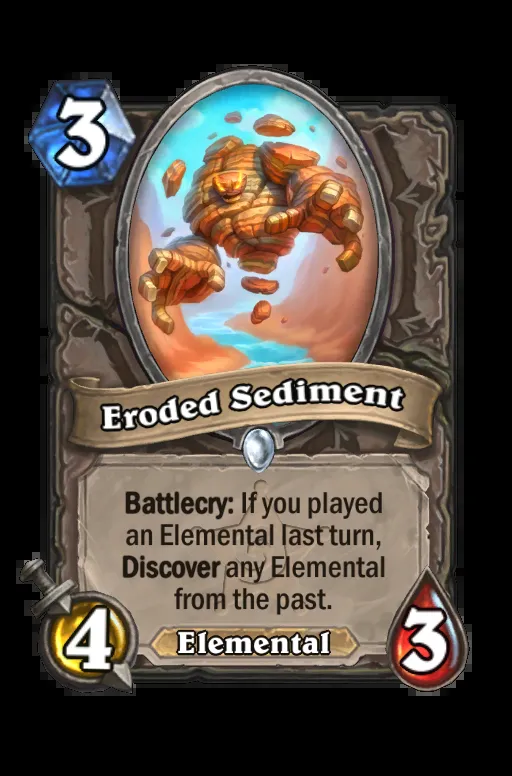 3
Eroded Sediment
Battlecry: If you played
an Elemental last turn,
Discover any Elemental
from the past.
4
Elemental
3